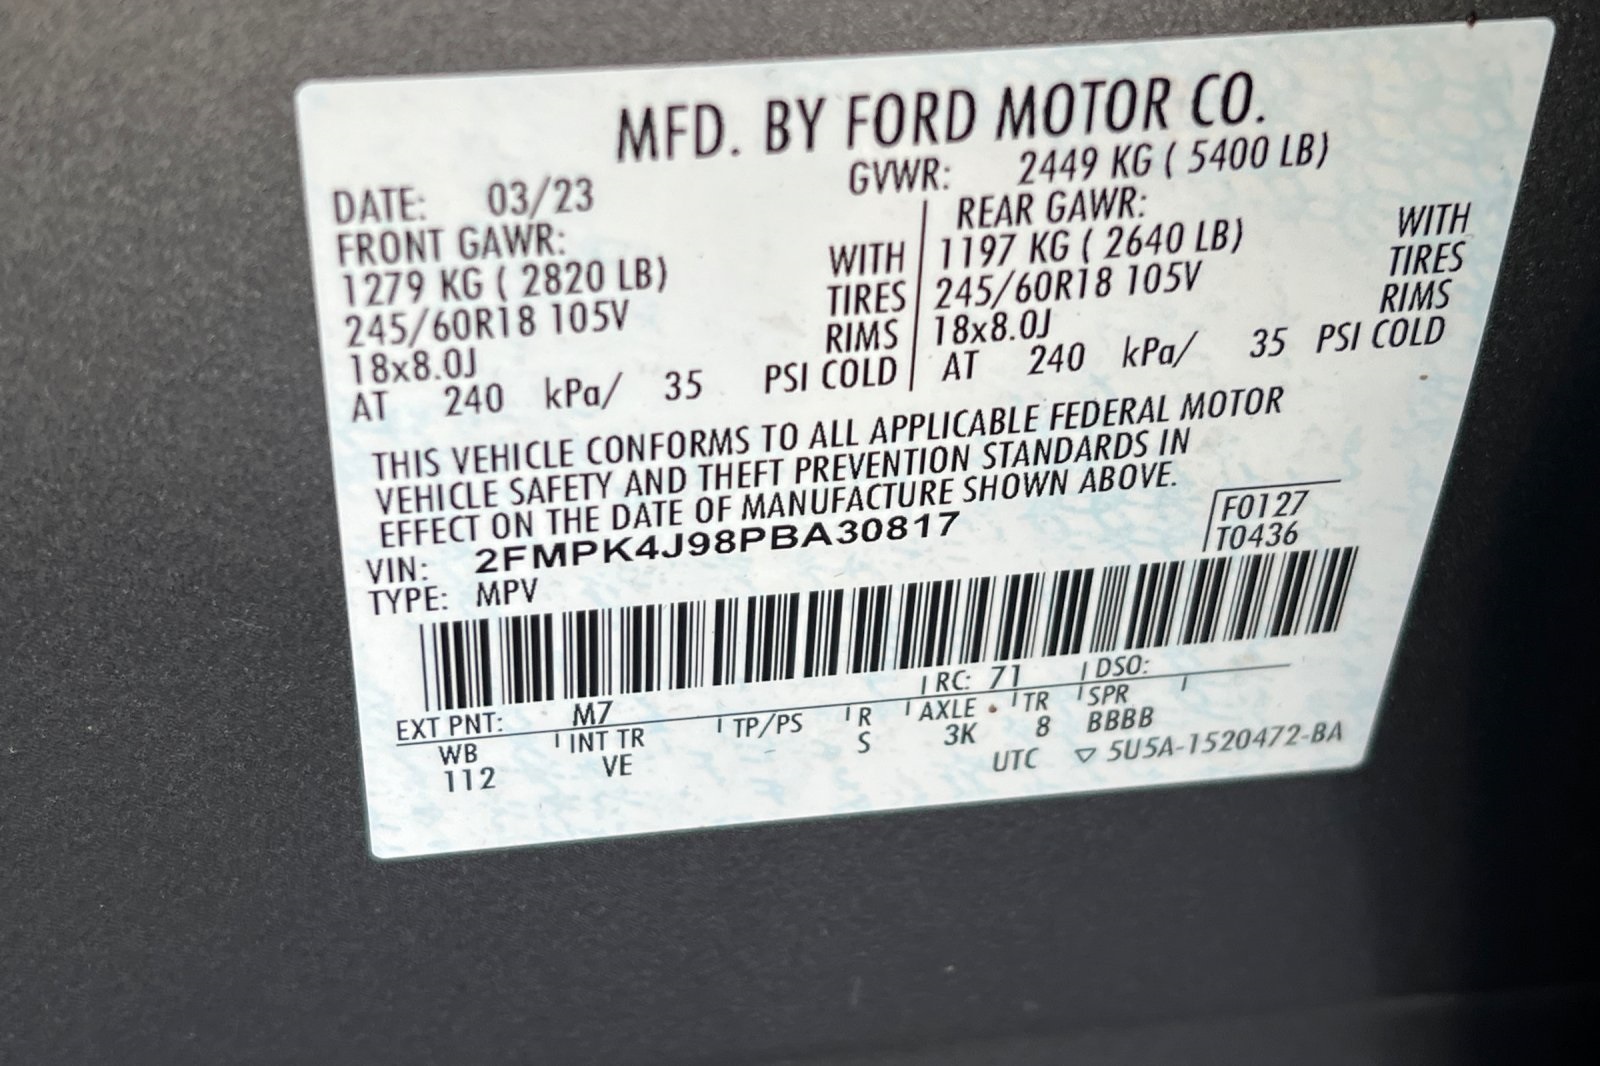 MFD. BY FORD MOTOR CO.
DATE: 03/23 GVWR: 2449 KG ( 5400 LB)
FRONT GAWR: REAR GAWR:
1279 KG ( 2820 LB) WITH 1197 KG ( 2640 LB) WITH
245/60R18 105V TIRES 245/60R18 105V TIRES
18x8.0J RIMS 18x8.0J RIMS
AT 240 kPa/ 35 PSI COLD AT 240 kPa/ 35 PSI COLD
THIS VEHICLE CONFORMS TO ALL APPLICABLE FEDERAL MOTOR
VEHICLE SAFETY AND THEFT PREVENTION STANDARDS IN
EFFECT ON THE DATE OF MANUFACTURE SHOWN ABOVE.
VIN: 2FMPK4J98PBA30817 F0127
TYPE: MPV T0436
EXT PNT: M7 RC: 71 DSO:
WB INT TR TP/PS R AXLE TR SPR
112 VE S 3K 8 BBBB
UTC ▽ 5U5A-1520472-BA